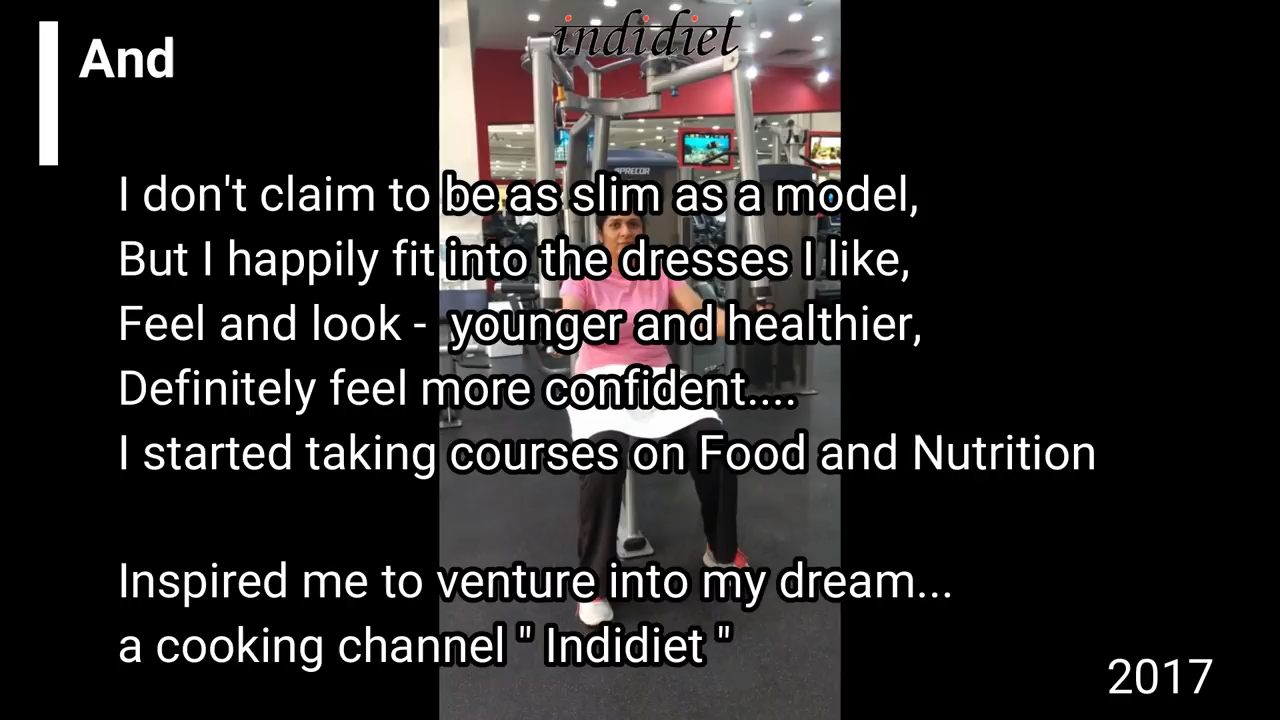 indidiet
And
PRECOR
I don't claim to be as slim as a model,
But I happily fit into the dresses I like,
Feel and look -  younger and healthier,
Definitely feel more confident....
I started taking courses on Food and Nutrition
Inspired me to venture into my dream...
a cooking channel " Indidiet "
2017